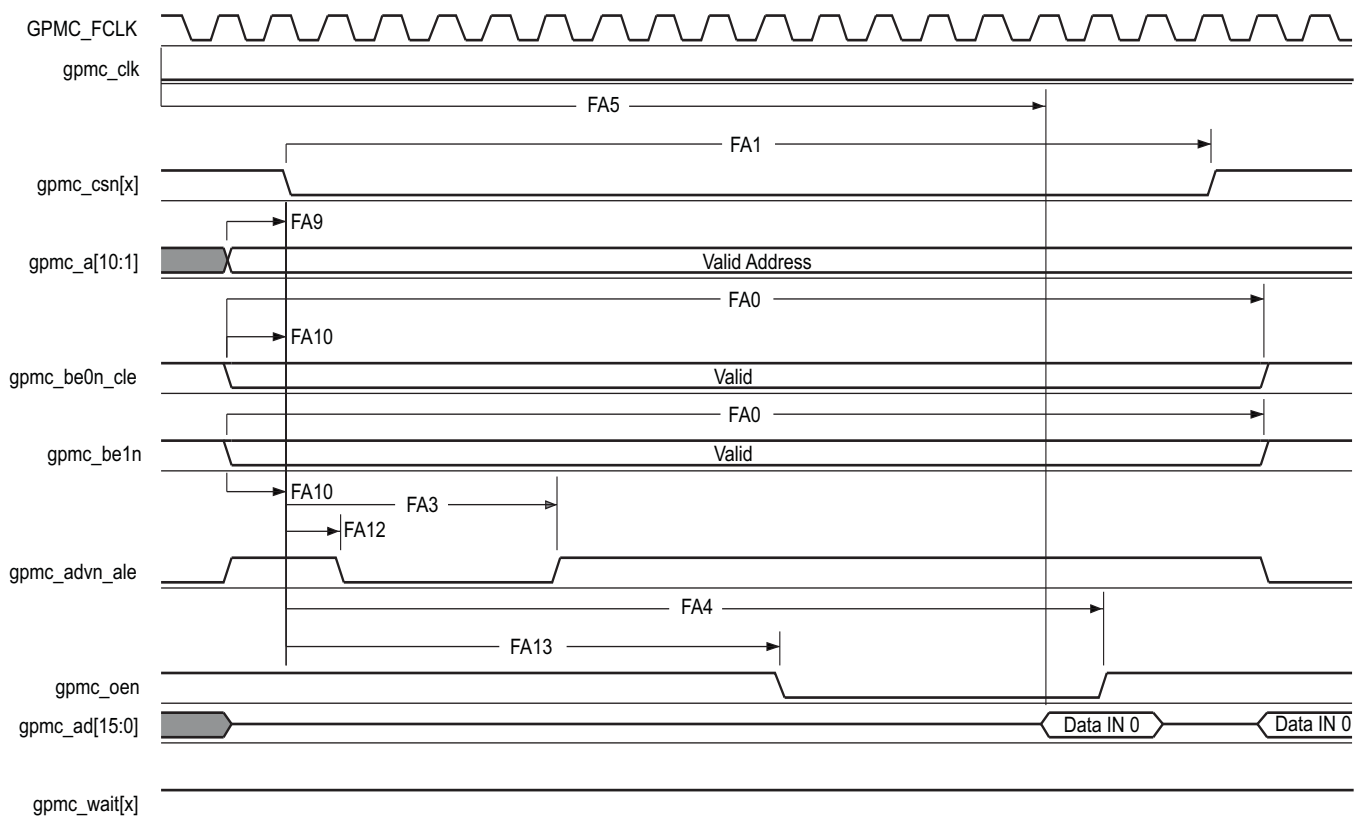 GPMC_FCLK
gpmc_clk
FA5
FA1
gpmc_csn[x]
FA9
gpmc_a[10:1] Valid Address
FA0
FA10
gpmc_be0n_cle Valid
FA0
gpmc_be1n Valid
FA10
FA3
FA12
gpmc_advn_ale
FA4
FA13
gpmc_oen
gpmc_ad[15:0] Data IN 0 Data IN 0
gpmc_wait[x]